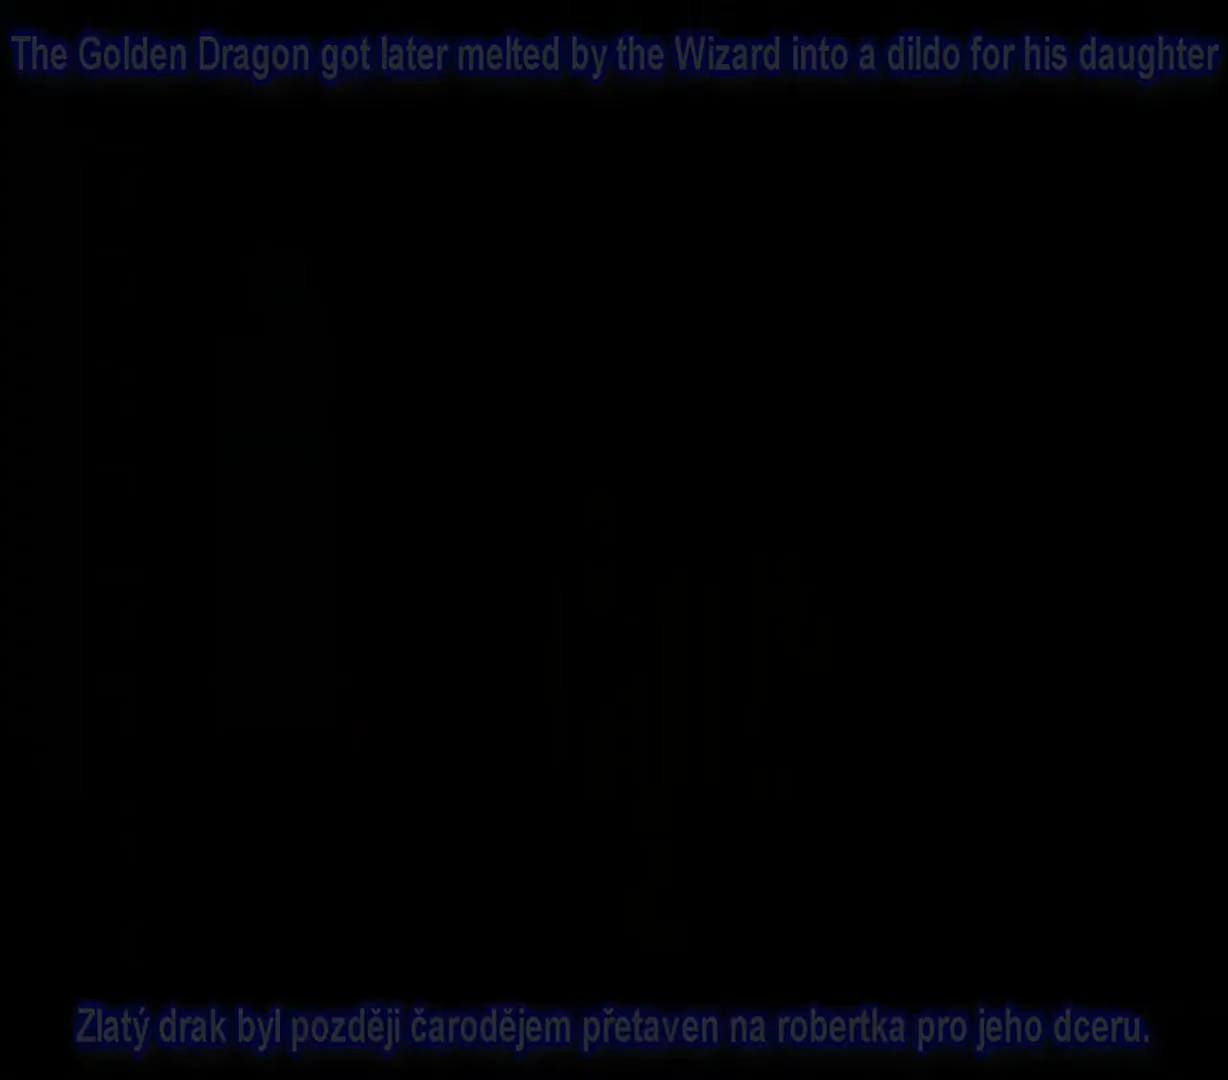 The Golden Dragon got later melted by the Wizard into a dildo for his daughter
Zlatý drak byl později čarodějem přetaven na robertka pro jeho dceru.